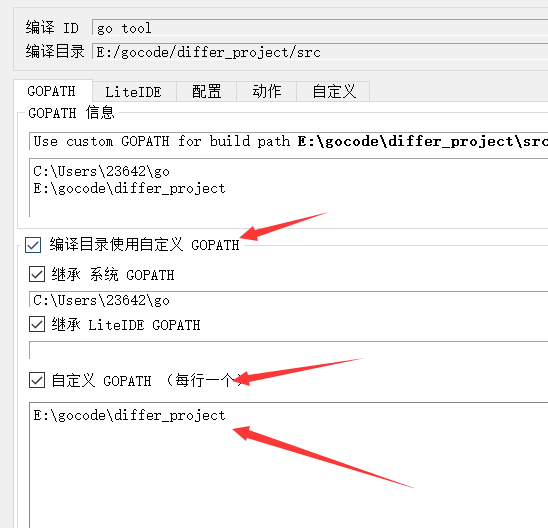 编译 ID go tool
编译目录 E:/gocode/differ_project/src
GOPATH LiteIDE 配置 动作 自定义
GOPATH 信息
Use custom GOPATH for build path E:\gocode\differ_project\src
C:\Users\23642\go
E:\gocode\differ_project
编译目录使用自定义 GOPATH
继承 系统 GOPATH
C:\Users\23642\go
继承 LiteIDE GOPATH
自定义 GOPATH （每行一个）
E:\gocode\differ_project